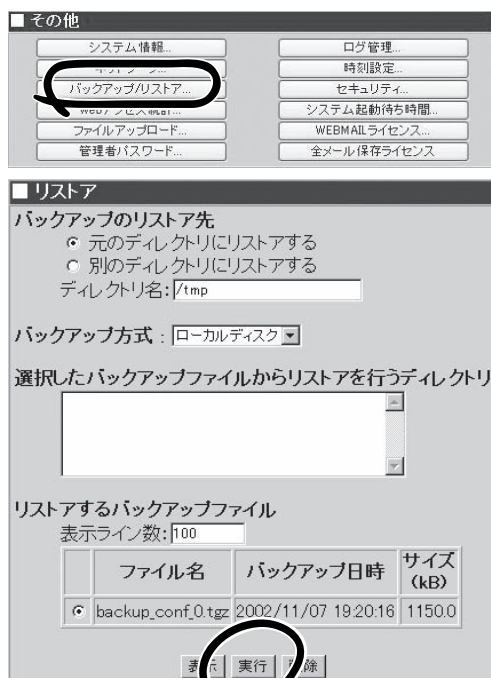 ■ その他
システム情報...
ログ管理...
時刻設定...
バックアップ/リストア...
セキュリティ...
システム起動待ち時間...
ファイルアップロード...
WEBMAILライセンス...
管理者パスワード...
全メール保存ライセンス
■ リストア
バックアップのリストア先
元のディレクトリにリストアする
別のディレクトリにリストアする
ディレクトリ名: /tmp
バックアップ方式 : ローカルディスク
選択したバックアップファイルからリストアを行うディレクトリ
リストアするバックアップファイル
表示ライン数: 100
ファイル名 バックアップ日時 サイズ
(kB)
backup_conf_0.tgz 2002/11/07 19:20:16 1150.0
表示 実行 削除